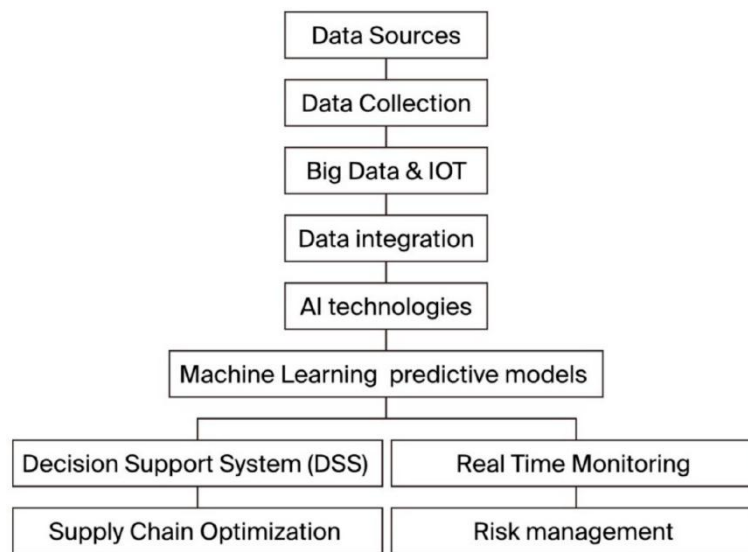 Data Sources
Data Collection
Big Data & IOT
Data integration
AI technologies
Machine Learning predictive models
Decision Support System (DSS)
Real Time Monitoring
Supply Chain Optimization
Risk management